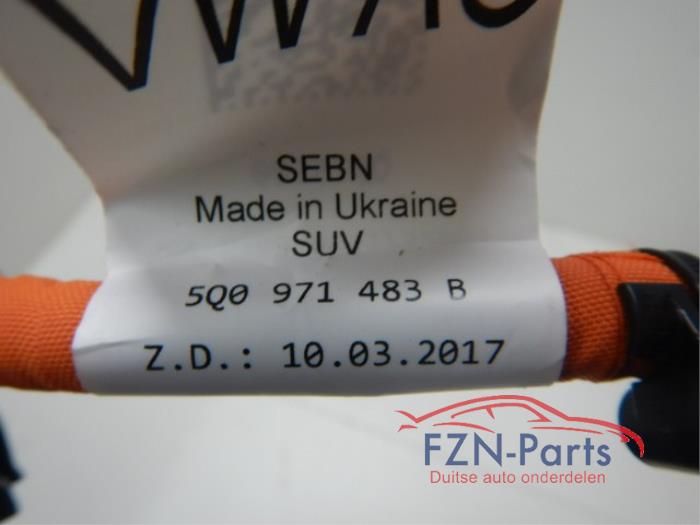 SEBN
Made in Ukraine
SUV
5Q0 971 483 B
Z.D.: 10.03.2017
FZN-Parts
Duitse auto onderdelen